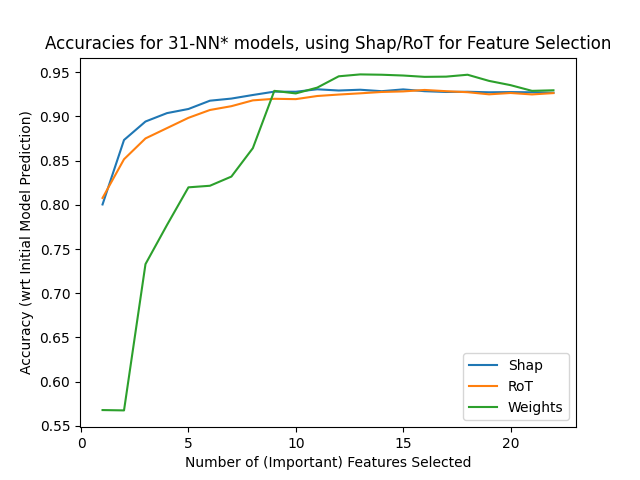 Accuracies for 31-NN* models, using Shap/RoT for Feature Selection
Accuracy (wrt Initial Model Prediction)
0.95
0.90
0.85
0.80
0.75
0.70
0.65
0.60
0.55
0
5
10
15
20
Number of (Important) Features Selected
Shap
RoT
Weights